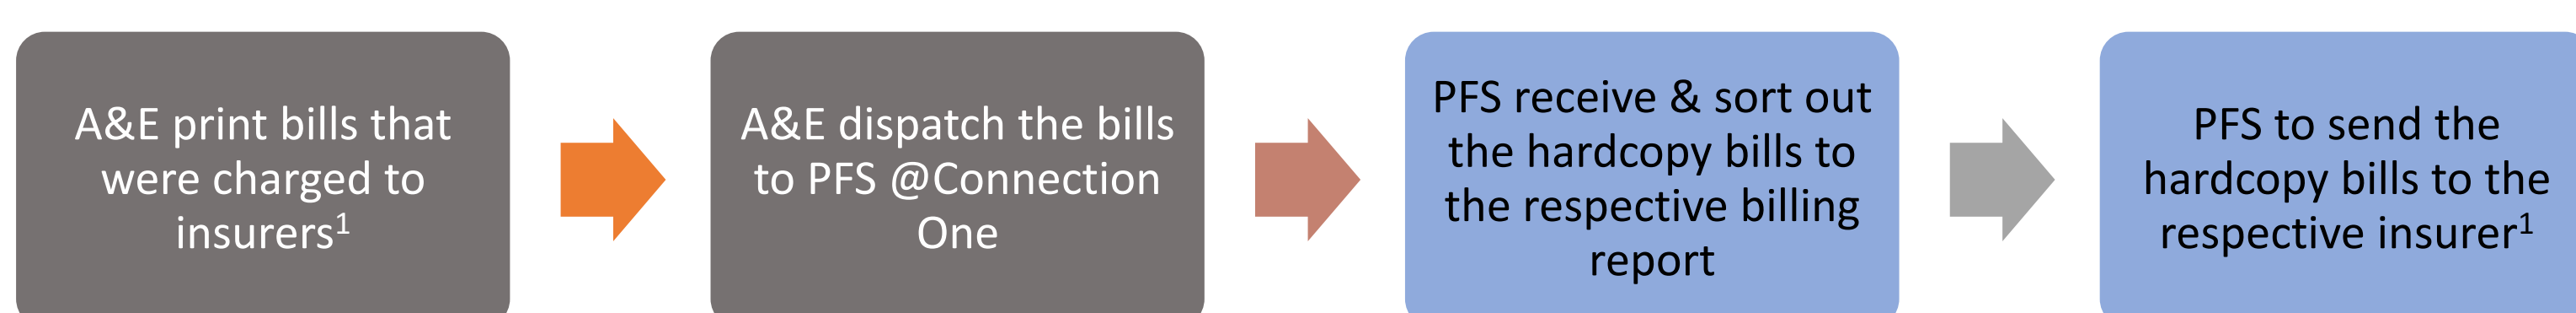 A&E print bills that
were charged to
insurers¹
A&E dispatch the bills
to PFS @Connection
One
PFS receive & sort out
the hardcopy bills to
the respective billing
report
PFS to send the
hardcopy bills to the
respective insurer¹